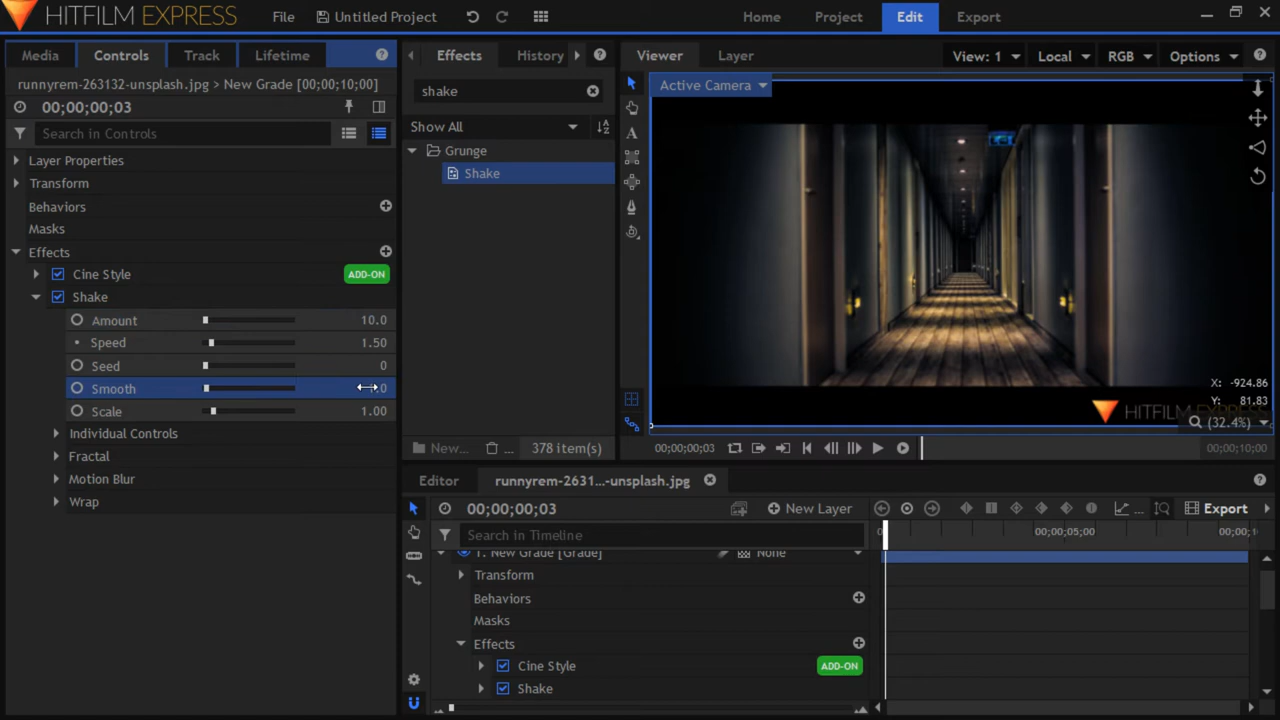 HITFILM EXPRESS
File
Untitled Project
Home
Project
Edit
Export
Media
Controls
Track
Lifetime
runnyrem-263132-unsplash.jpg > New Grade [00;00;10;00]
00;00;00;03
Search in Controls
Layer Properties
Transform
Behaviors
Masks
Effects
Cine Style
ADD-ON
Shake
Amount 10.0
Speed 1.50
Seed 0
Smooth
Scale 1.00
Individual Controls
Fractal
Motion Blur
Wrap
Effects
History
shake
Show All
Grunge
Shake
New...
...
378 item(s)
Viewer
Layer
View: 1
Local
RGB
Options
Active Camera
X: -924.86
Y: 81.83
HITFILM EXPRESS
(32.4%)
00;00;00;03
00;00;10;00
Editor
runnyrem-2631...-unsplash.jpg
00;00;00;03
New Layer
...
Export
Search in Timeline
00;00;05;00
1. New Grade [Grade]
None
Transform
Behaviors
Masks
Effects
Cine Style
ADD-ON
Shake